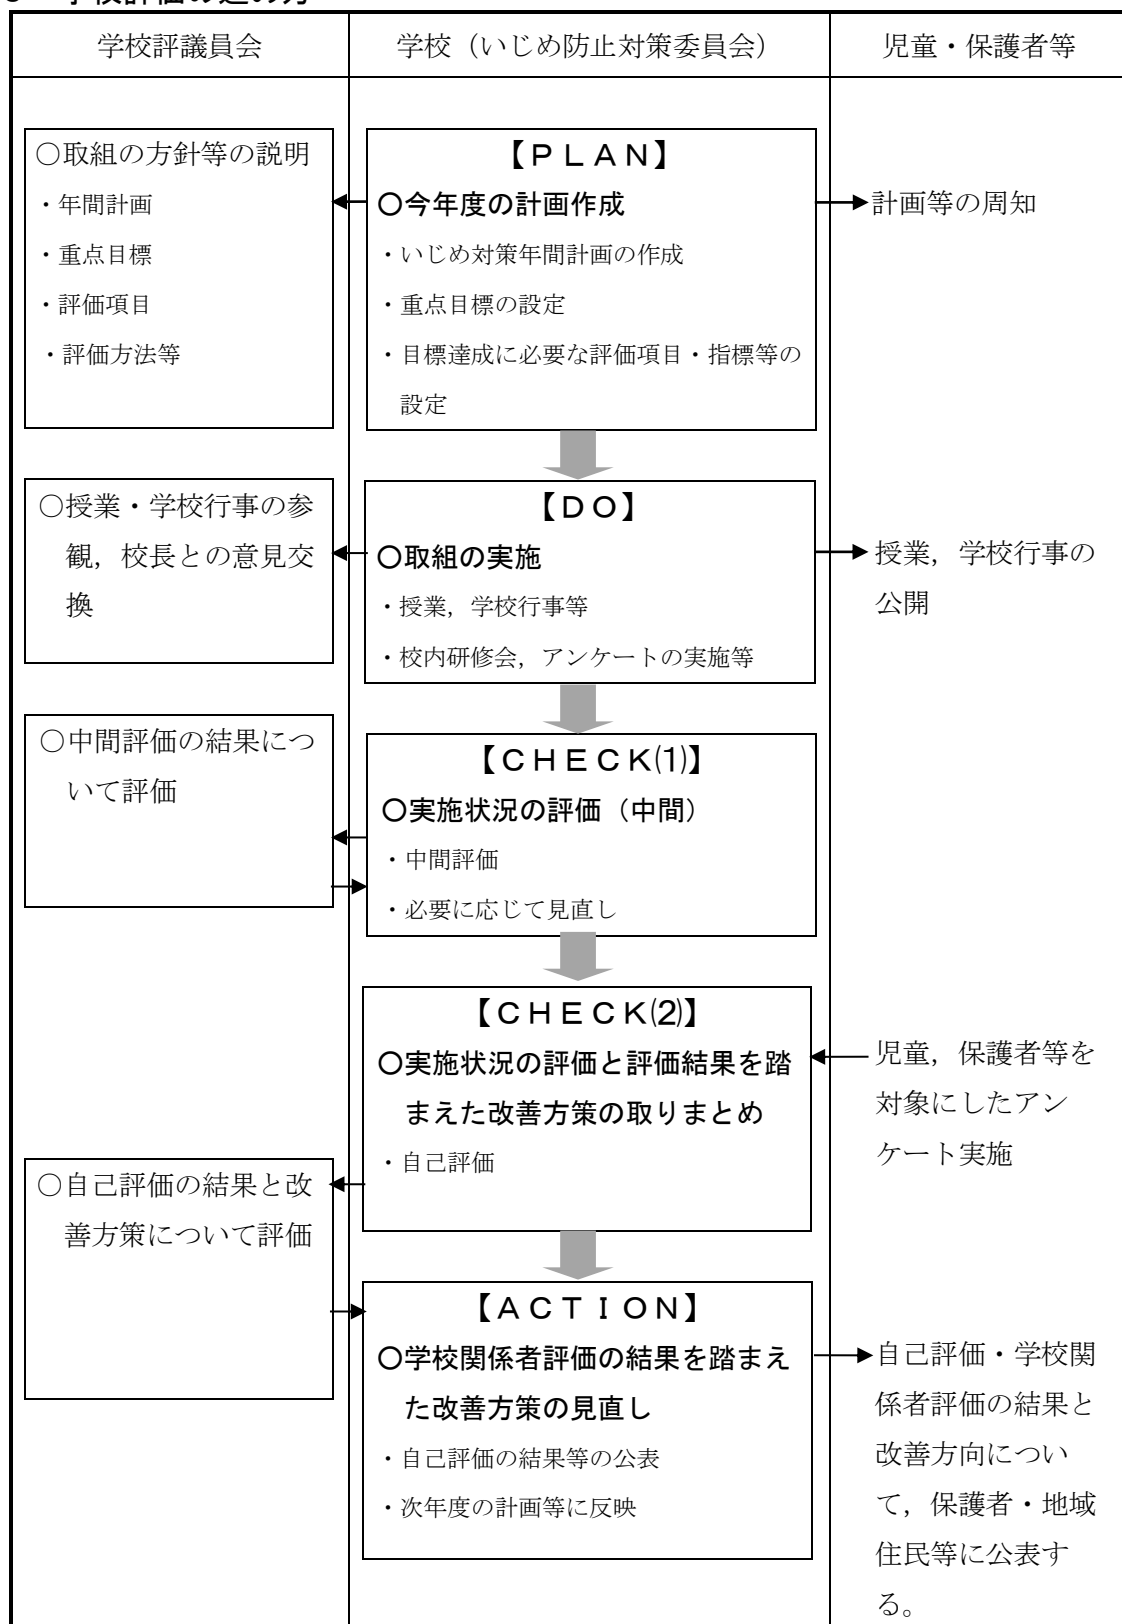 学校評価の進め方
学校評議員会
学校（いじめ防止対策委員会）
児童・保護者等
○取組の方針等の説明
・年間計画
・重点目標
・評価項目
・評価方法等
【ＰＬＡＮ】
○今年度の計画作成
・いじめ対策年間計画の作成
・重点目標の設定
・目標達成に必要な評価項目・指標等の
設定
計画等の周知
○授業・学校行事の参
観，校長との意見交
換
【ＤＯ】
○取組の実施
・授業，学校行事等
・校内研修会，アンケートの実施等
授業，学校行事の
公開
○中間評価の結果につ
いて評価
【ＣＨＥＣＫ⑴】
○実施状況の評価（中間）
・中間評価
・必要に応じて見直し
【ＣＨＥＣＫ⑵】
○実施状況の評価と評価結果を踏
まえた改善方策の取りまとめ
・自己評価
児童，保護者等を
対象にしたアン
ケート実施
○自己評価の結果と改
善方策について評価
【ＡＣＴＩＯＮ】
○学校関係者評価の結果を踏まえ
た改善方策の見直し
・自己評価の結果等の公表
・次年度の計画等に反映
自己評価・学校関
係者評価の結果と
改善方向につい
て，保護者・地域
住民等に公表す
る。